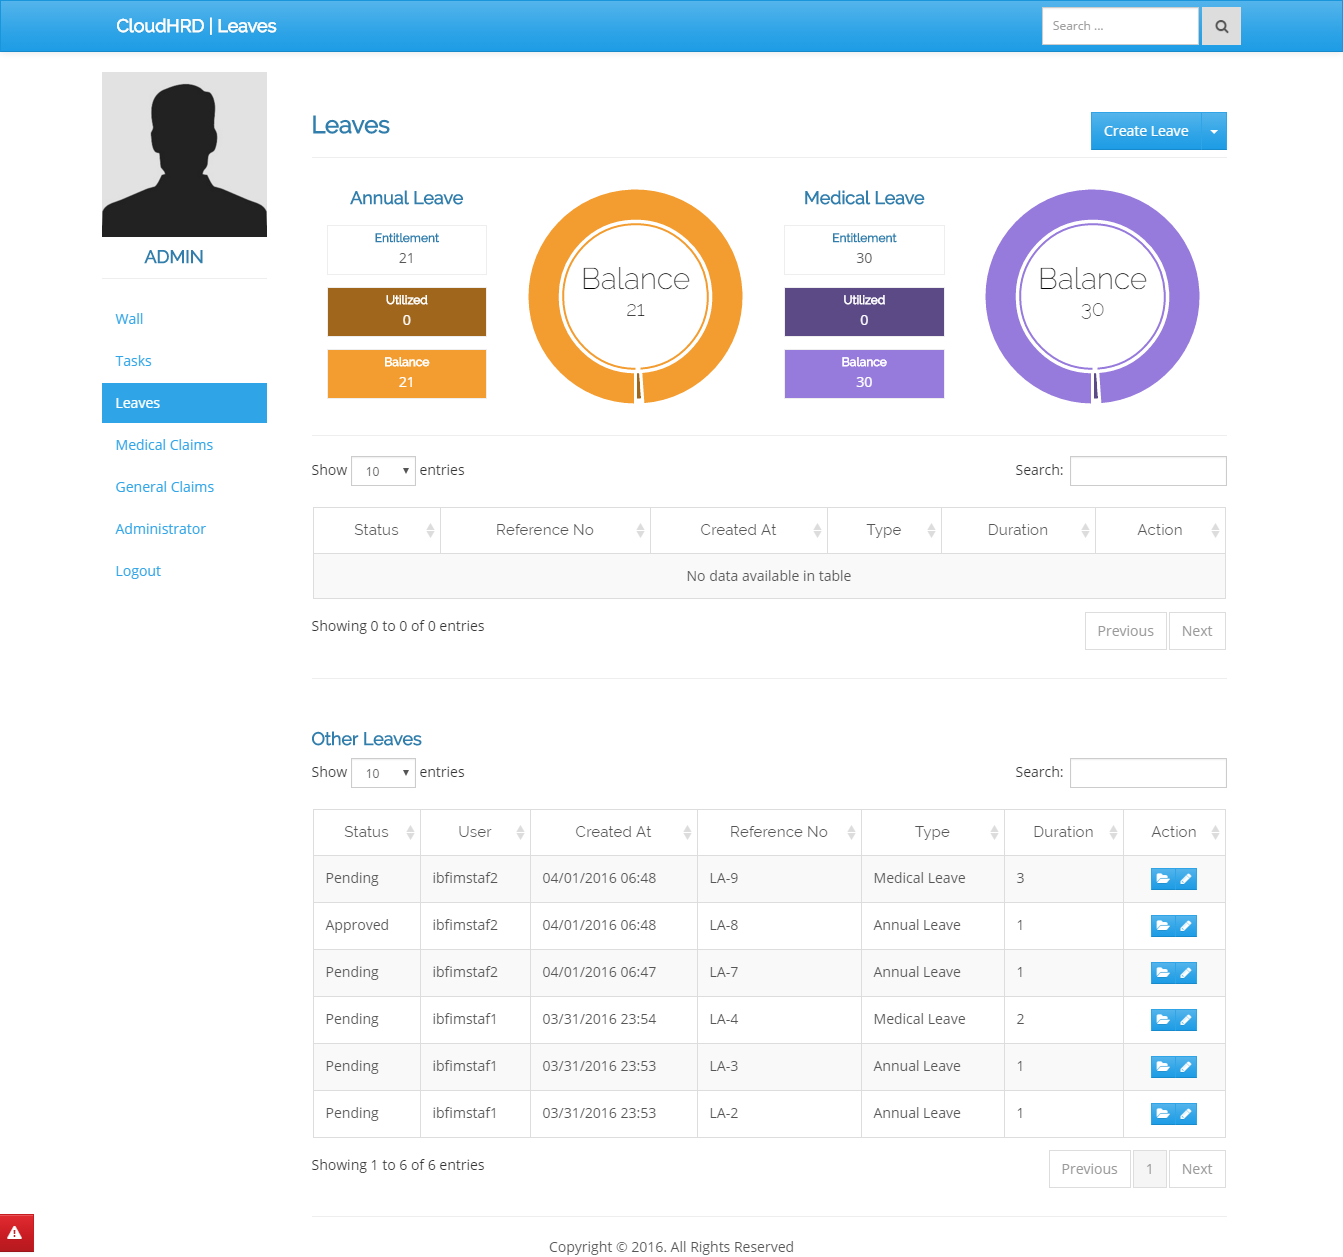 CloudHRD | Leaves
Search ...
ADMIN
Wall
Tasks
Leaves
Medical Claims
General Claims
Administrator
Logout
Leaves
Create Leave
Annual Leave
Entitlement
21
Utilized
0
Balance
21
Balance
21
Medical Leave
Entitlement
30
Utilized
0
Balance
30
Balance
30
Show 10 entries
Search:
Status Reference No Created At Type Duration Action
No data available in table
Showing 0 to 0 of 0 entries
Previous Next
Other Leaves
Show 10 entries
Search:
Status User Created At Reference No Type Duration Action
Pending ibfimstaf2 04/01/2016 06:48 LA-9 Medical Leave 3
Approved ibfimstaf2 04/01/2016 06:48 LA-8 Annual Leave 1
Pending ibfimstaf2 04/01/2016 06:47 LA-7 Annual Leave 1
Pending ibfimstaf1 03/31/2016 23:54 LA-4 Medical Leave 2
Pending ibfimstaf1 03/31/2016 23:53 LA-3 Annual Leave 1
Pending ibfimstaf1 03/31/2016 23:53 LA-2 Annual Leave 1
Showing 1 to 6 of 6 entries
Previous 1 Next
Copyright © 2016. All Rights Reserved